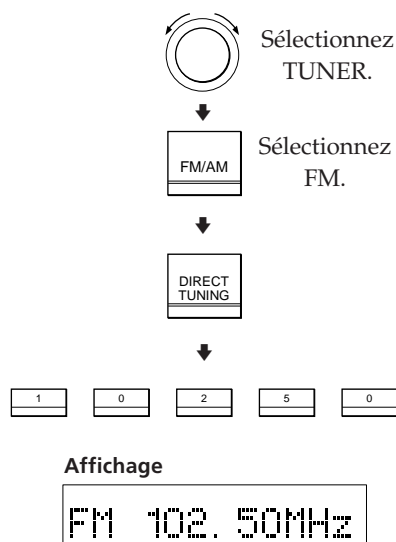 Sélectionnez
TUNER.
FM/AM
Sélectionnez
FM.
DIRECT
TUNING
1 0 2 5 0
Affichage
FM 102. 50MHz